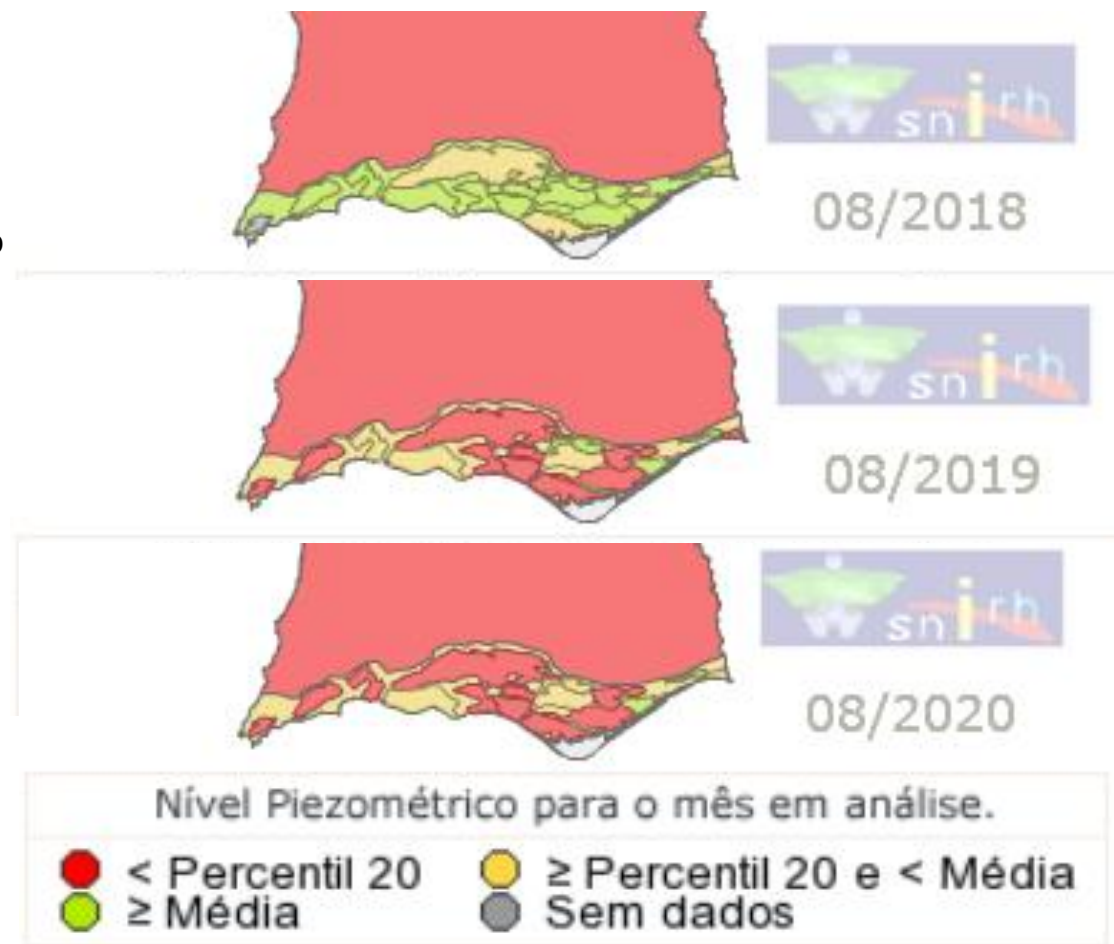 snirh
08/2018
snirh
08/2019
snirh
08/2020
Nível Piezométrico para o mês em análise.
< Percentil 20
≥ Percentil 20 e < Média
≥ Média
Sem dados